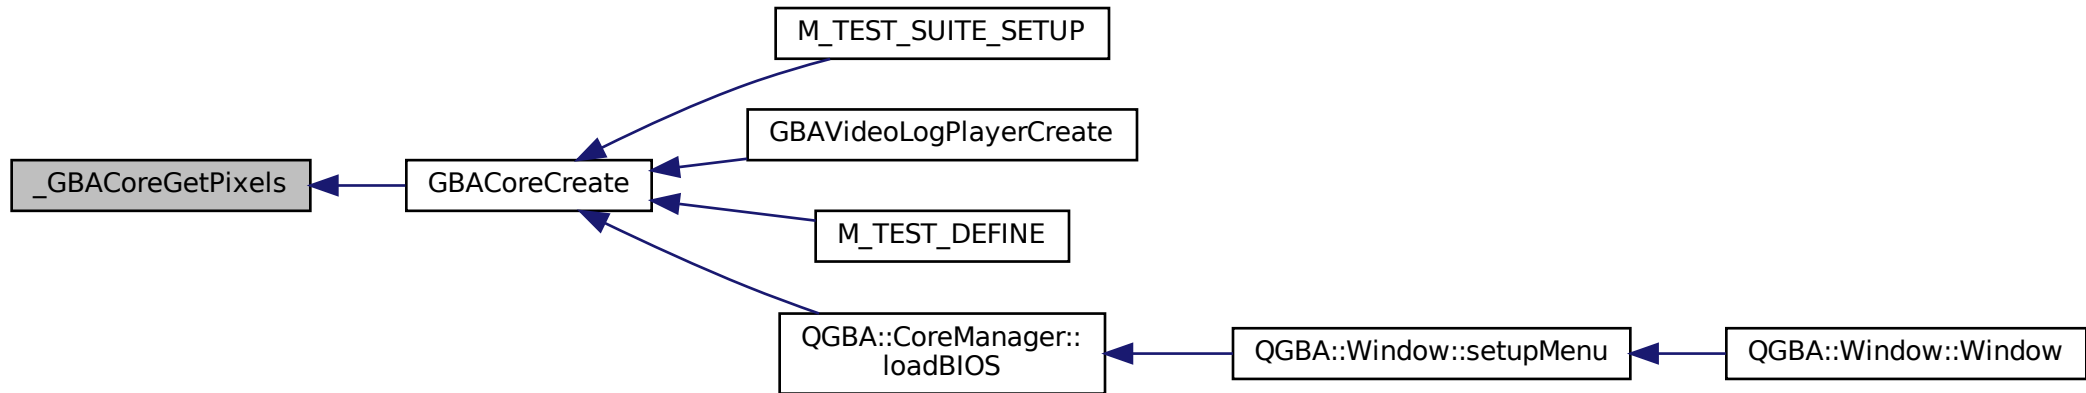 M_TEST_SUITE_SETUP
GBAVideoLogPlayerCreate
_GBACoreGetPixels
GBACoreCreate
M_TEST_DEFINE
QGBA::CoreManager::
loadBIOS
QGBA::Window::setupMenu
QGBA::Window::Window